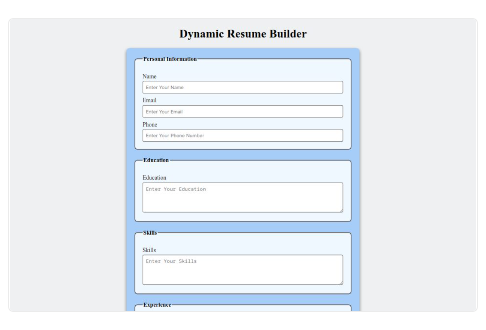 Dynamic Resume Builder
Personal Information
Name
Enter Your Name
Email
Enter Your Email
Phone
Enter Your Phone Number
Education
Education
Enter Your Education
Skills
Skills
Enter Your Skills
Experience